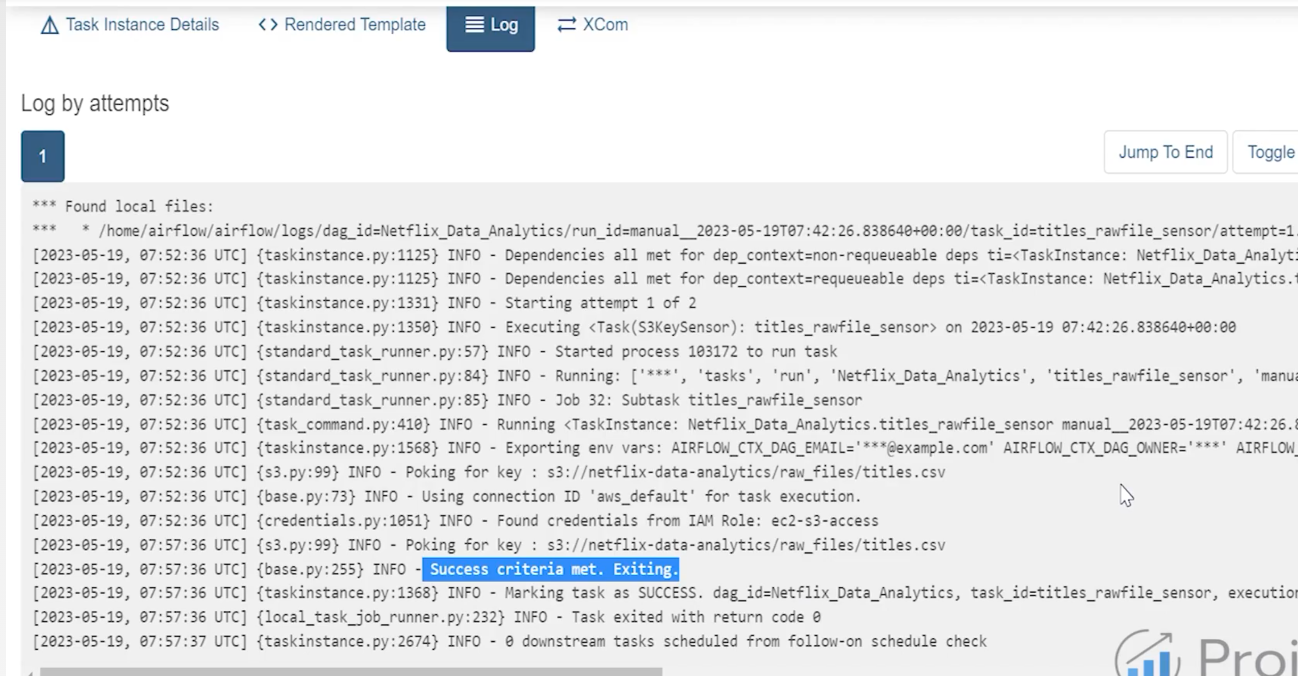 Task Instance Details
Rendered Template
Log
XCom
Log by attempts
1
Jump To End
Toggle
*** Found local files:
***   * /home/airflow/airflow/logs/dag_id=Netflix_Data_Analytics/run_id=manual__2023-05-19T07:42:26.838640+00:00/task_id=titles_rawfile_sensor/attempt=1.
[2023-05-19, 07:52:36 UTC] {taskinstance.py:1125} INFO - Dependencies all met for dep_context=non-requeueable deps ti=<TaskInstance: Netflix_Data_Analyti
[2023-05-19, 07:52:36 UTC] {taskinstance.py:1125} INFO - Dependencies all met for dep_context=requeueable deps ti=<TaskInstance: Netflix_Data_Analytics.t
[2023-05-19, 07:52:36 UTC] {taskinstance.py:1331} INFO - Starting attempt 1 of 2
[2023-05-19, 07:52:36 UTC] {taskinstance.py:1350} INFO - Executing <Task(S3KeySensor): titles_rawfile_sensor> on 2023-05-19 07:42:26.838640+00:00
[2023-05-19, 07:52:36 UTC] {standard_task_runner.py:57} INFO - Started process 103172 to run task
[2023-05-19, 07:52:36 UTC] {standard_task_runner.py:84} INFO - Running: ['***', 'tasks', 'run', 'Netflix_Data_Analytics', 'titles_rawfile_sensor', 'manua
[2023-05-19, 07:52:36 UTC] {standard_task_runner.py:85} INFO - Job 32: Subtask titles_rawfile_sensor
[2023-05-19, 07:52:36 UTC] {task_command.py:410} INFO - Running <TaskInstance: Netflix_Data_Analytics.titles_rawfile_sensor manual__2023-05-19T07:42:26.8
[2023-05-19, 07:52:36 UTC] {taskinstance.py:1568} INFO - Exporting env vars: AIRFLOW_CTX_DAG_EMAIL='***@example.com' AIRFLOW_CTX_DAG_OWNER='***' AIRFLOW_
[2023-05-19, 07:52:36 UTC] {s3.py:99} INFO - Poking for key : s3://netflix-data-analytics/raw_files/titles.csv
[2023-05-19, 07:52:36 UTC] {base.py:73} INFO - Using connection ID 'aws_default' for task execution.
[2023-05-19, 07:52:36 UTC] {credentials.py:1051} INFO - Found credentials from IAM Role: ec2-s3-access
[2023-05-19, 07:57:36 UTC] {s3.py:99} INFO - Poking for key : s3://netflix-data-analytics/raw_files/titles.csv
[2023-05-19, 07:57:36 UTC] {base.py:255} INFO - Success criteria met. Exiting.
[2023-05-19, 07:57:36 UTC] {taskinstance.py:1368} INFO - Marking task as SUCCESS. dag_id=Netflix_Data_Analytics, task_id=titles_rawfile_sensor, execution
[2023-05-19, 07:57:36 UTC] {local_task_job_runner.py:232} INFO - Task exited with return code 0
[2023-05-19, 07:57:37 UTC] {taskinstance.py:2674} INFO - 0 downstream tasks scheduled from follow-on schedule check